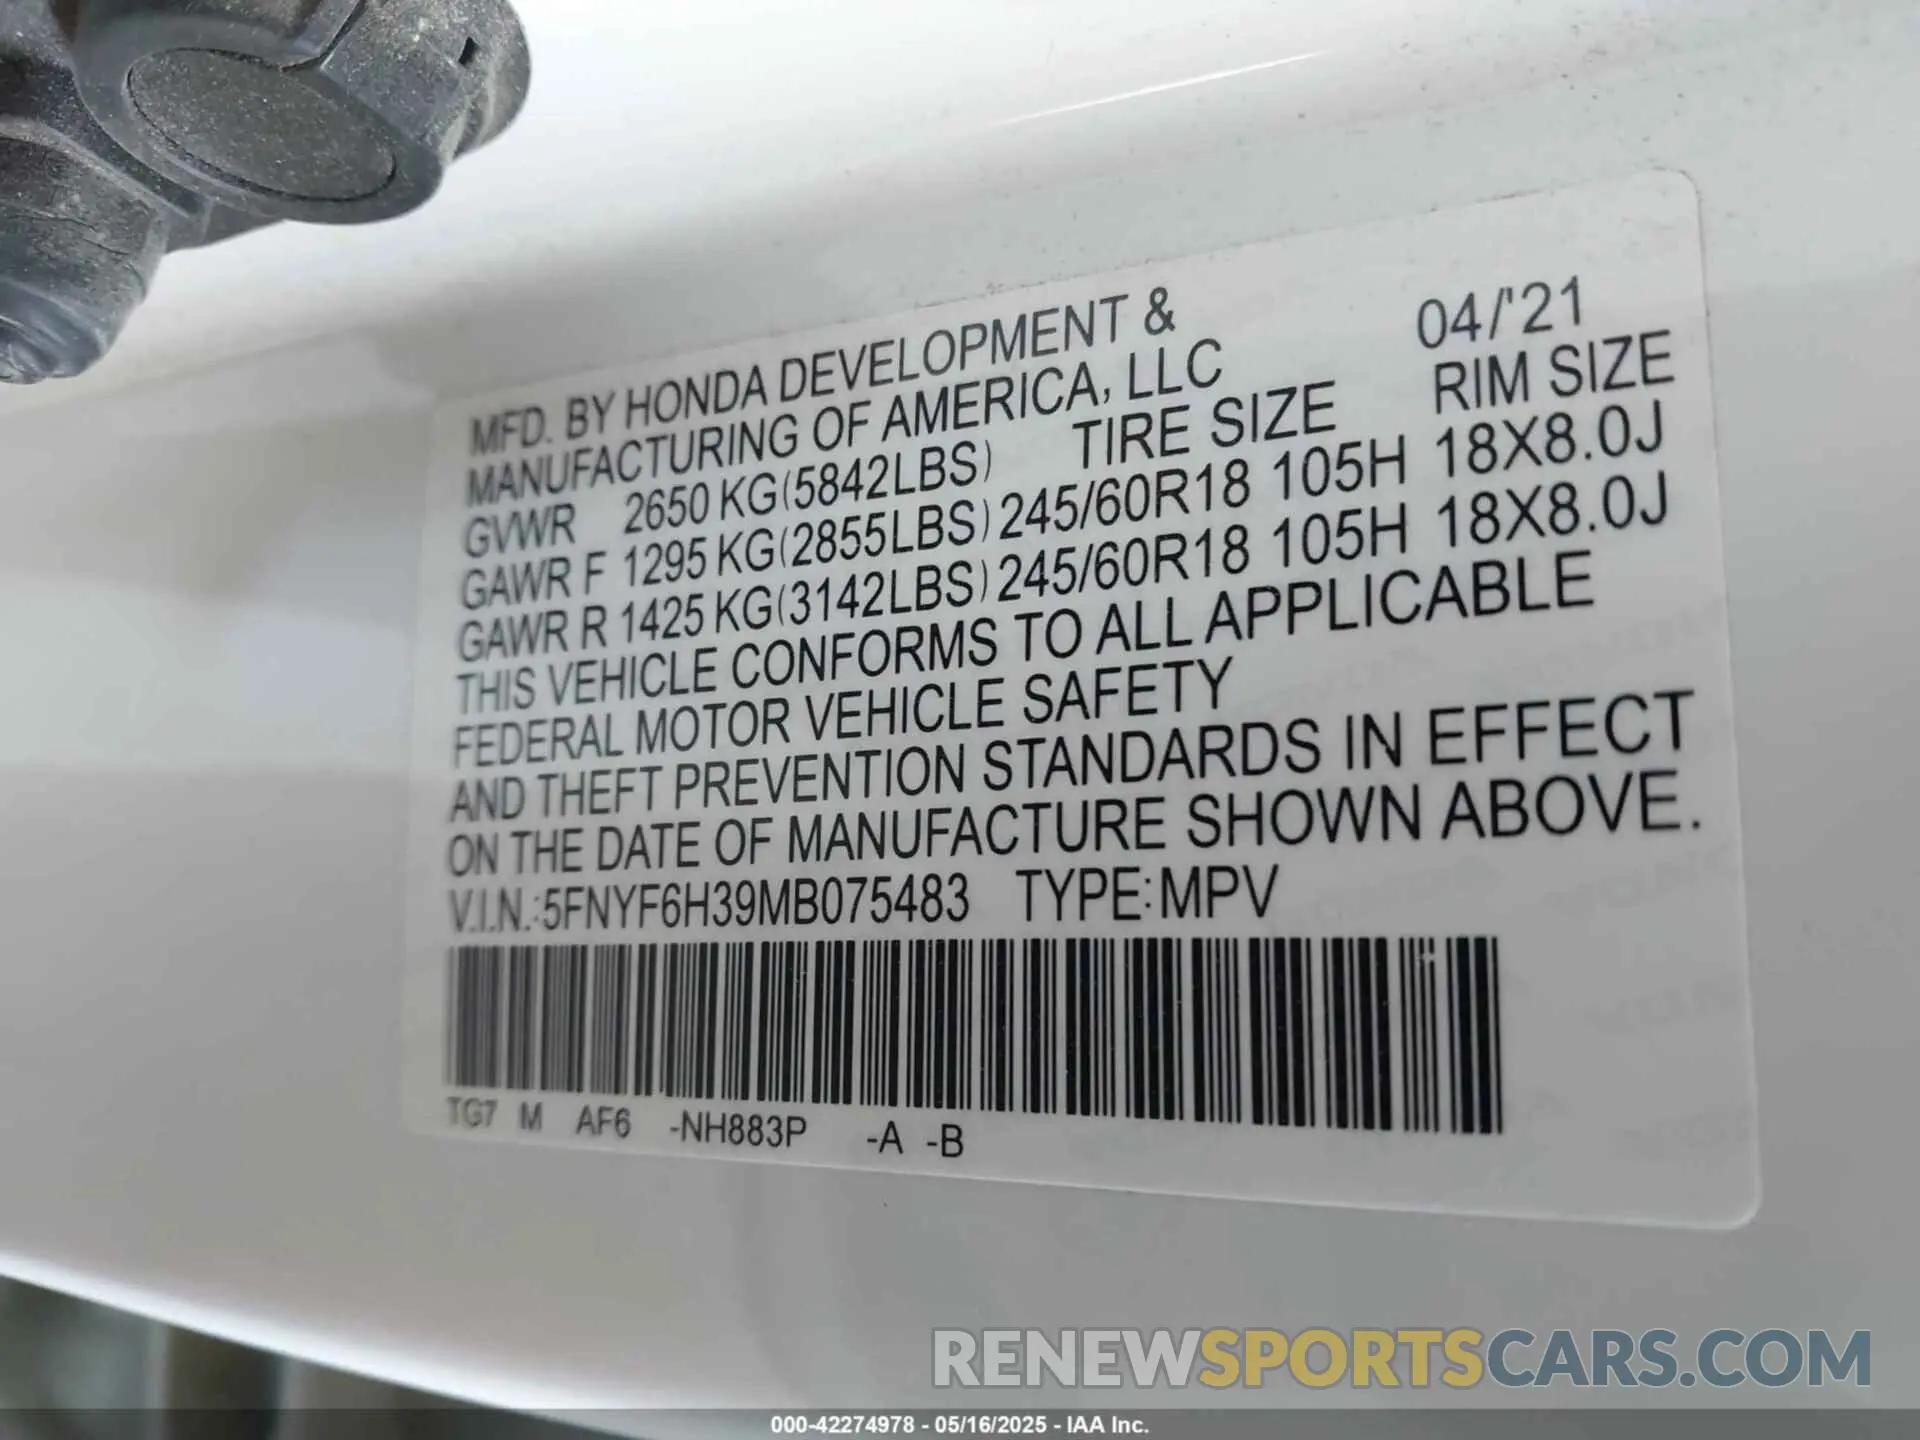 MFD. BY HONDA DEVELOPMENT & 04/'21
MANUFACTURING OF AMERICA, LLC
GVWR 2650 KG(5842LBS) TIRE SIZE RIM SIZE
GAWR F 1295 KG(2855LBS) 245/60R18 105H 18X8.0J
GAWR R 1425 KG(3142LBS) 245/60R18 105H 18X8.0J
THIS VEHICLE CONFORMS TO ALL APPLICABLE
FEDERAL MOTOR VEHICLE SAFETY
AND THEFT PREVENTION STANDARDS IN EFFECT
ON THE DATE OF MANUFACTURE SHOWN ABOVE.
V.I.N.:5FNYF6H39MB075483 TYPE:MPV
TG7 M AF6 -NH883P -A -B
RENEWSPORTSCARS.COM
000-42274978 - 05/16/2025 - IAA Inc.